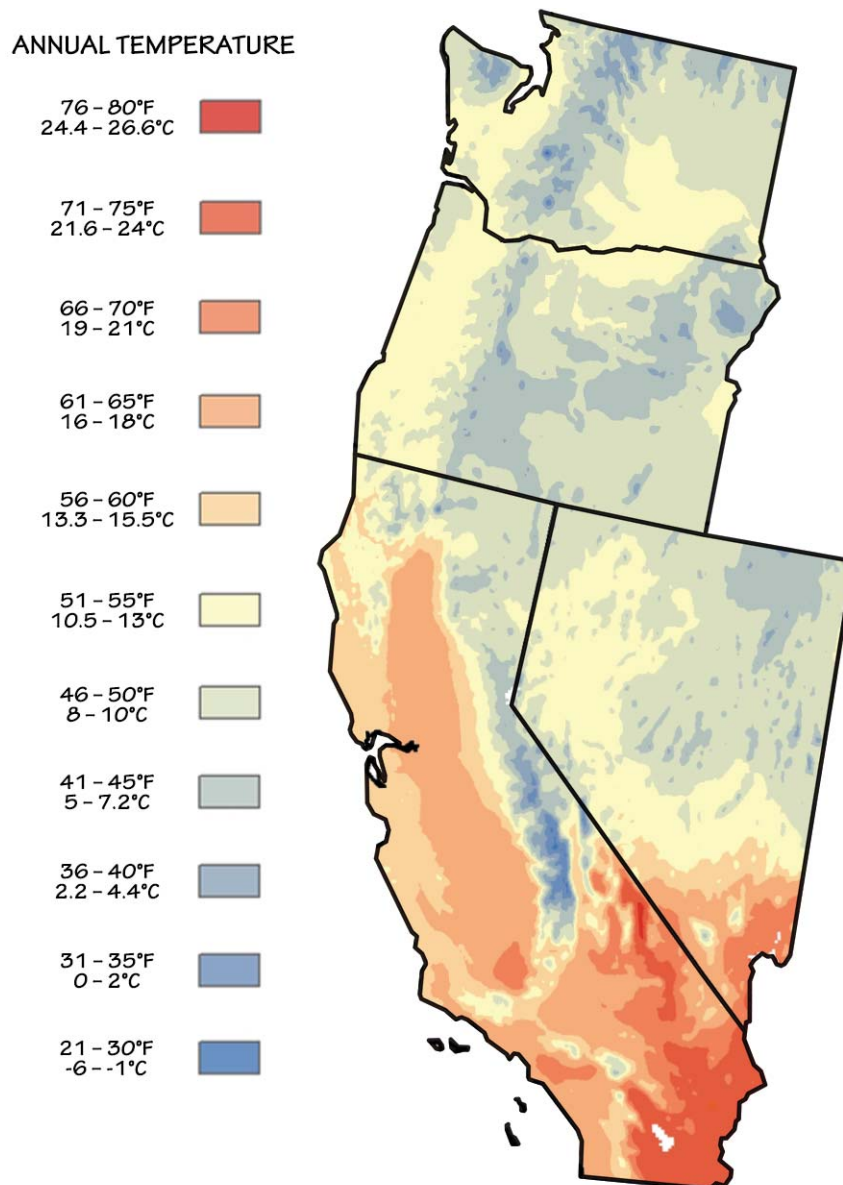 ANNUAL TEMPERATURE
76 – 80°F
24.4 – 26.6°C
71 – 75°F
21.6 – 24°C
66 – 70°F
19 – 21°C
61 – 65°F
16 – 18°C
56 – 60°F
13.3 – 15.5°C
51 – 55°F
10.5 – 13°C
46 – 50°F
8 – 10°C
41 – 45°F
5 – 7.2°C
36 – 40°F
2.2 – 4.4°C
31 – 35°F
0 – 2°C
21 – 30°F
-6 – -1°C